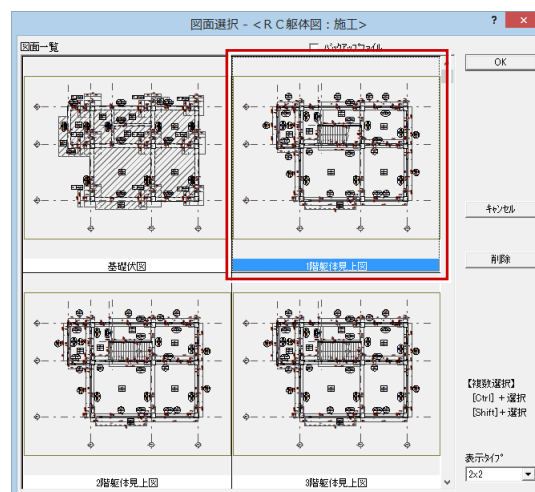 図面選択 - <ＲＣ躯体図：施工>
? ×
図面一覧
バックアップファイル
OK
キャンセル
削除
基礎伏図
1階躯体見上図
2階躯体見上図
3階躯体見上図
【複数選択】
[Ctrl] + 選択
[Shift]+ 選択
表示タイプ
2x2